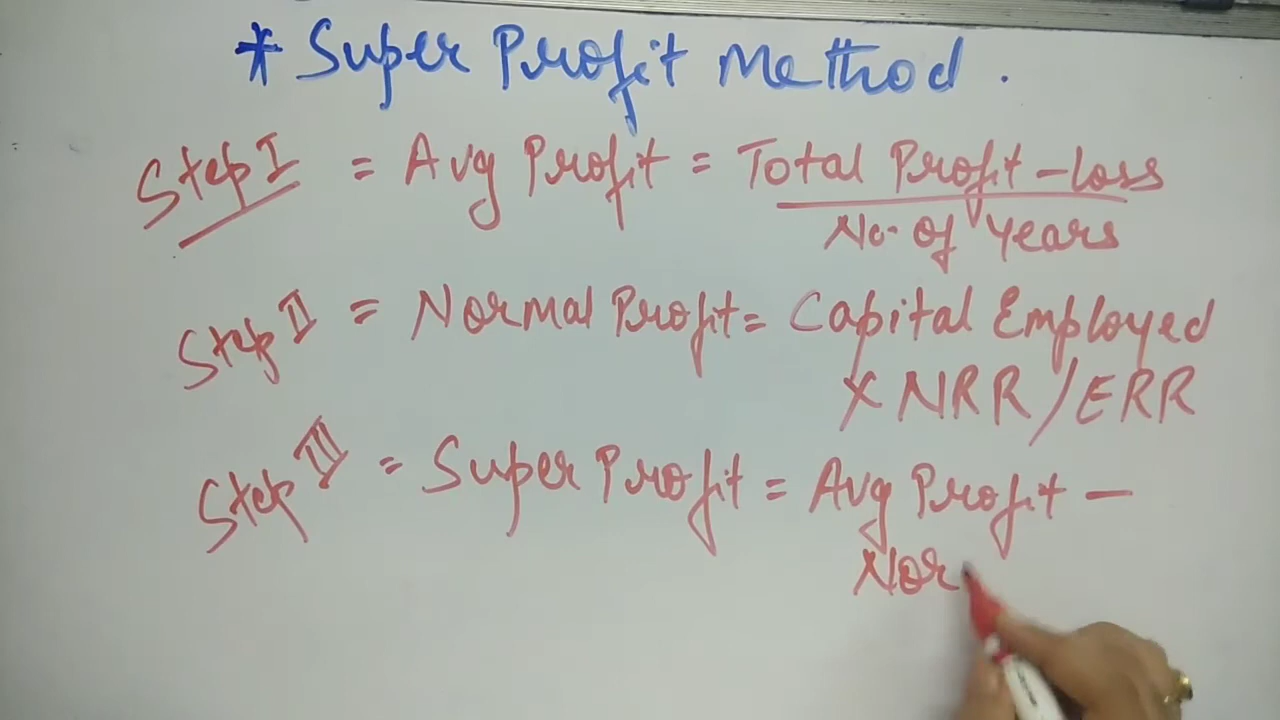 * Super Profit Method .
Step I = Avg Profit = Total Profit - loss
No. of years
Step II = Normal Profit = Capital Employed
X NRR / ERR
Step III = Super Profit = Avg Profit -
Nor